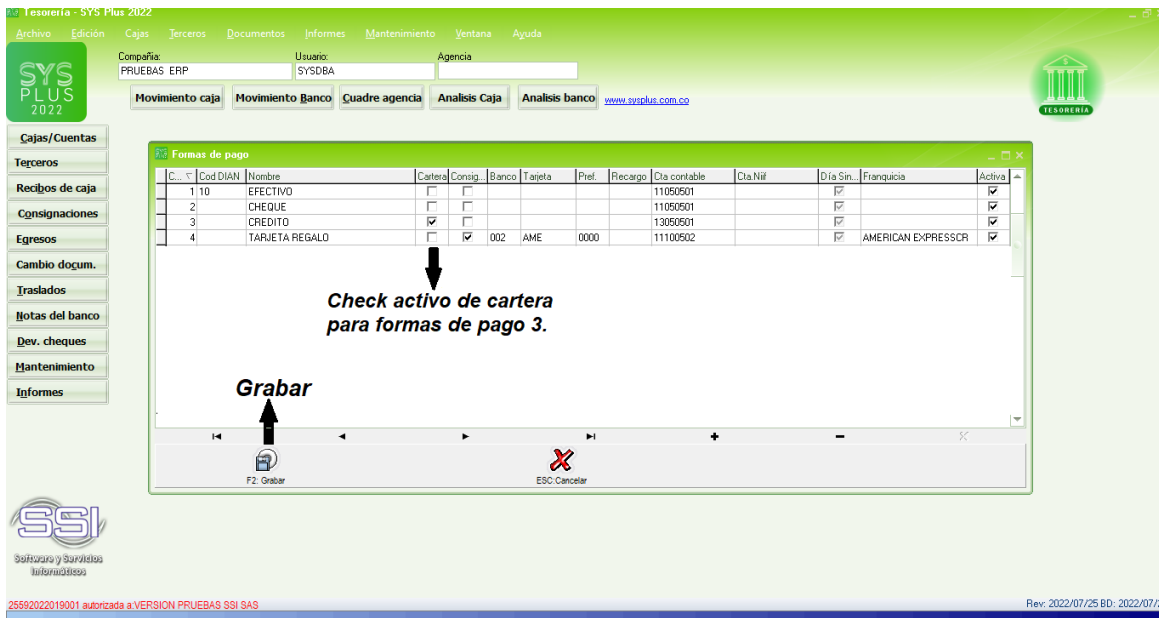 Tesorería - SYS Plus 2022
Archivo Edición Cajas Terceros Documentos Informes Mantenimiento Ventana Ayuda
Compañia: Usuario: Agencia
PRUEBAS ERP SYSDBA
SYS
PLUS
2022
Movimiento caja Movimiento Banco Cuadre agencia Analisis Caja Analisis banco www.sysplus.com.co
TESORERÍA
Cajas/Cuentas
Terceros
Recibos de caja
Consignaciones
Egresos
Cambio docum.
Traslados
Notas del banco
Dev. cheques
Mantenimiento
Informes
Formas de pago
C... Cod DIAN Nombre Cartera Consig... Banco Tarjeta Pref. Recargo Cta contable Cta.Niif Día Sin... Franquicia Activa
1 10 EFECTIVO 11050501
2 CHEQUE 11050501
3 CREDITO 13050501
4 TARJETA REGALO 002 AME 0000 11100502 AMERICAN EXPRESSCR
Check activo de cartera
para formas de pago 3.
Grabar
F2: Grabar ESC:Cancelar
SSI
Software y Servicios
Informáticos
25592022019001 autorizada a:VERSION PRUEBAS SSI SAS
Rev: 2022/07/25 BD: 2022/07/2